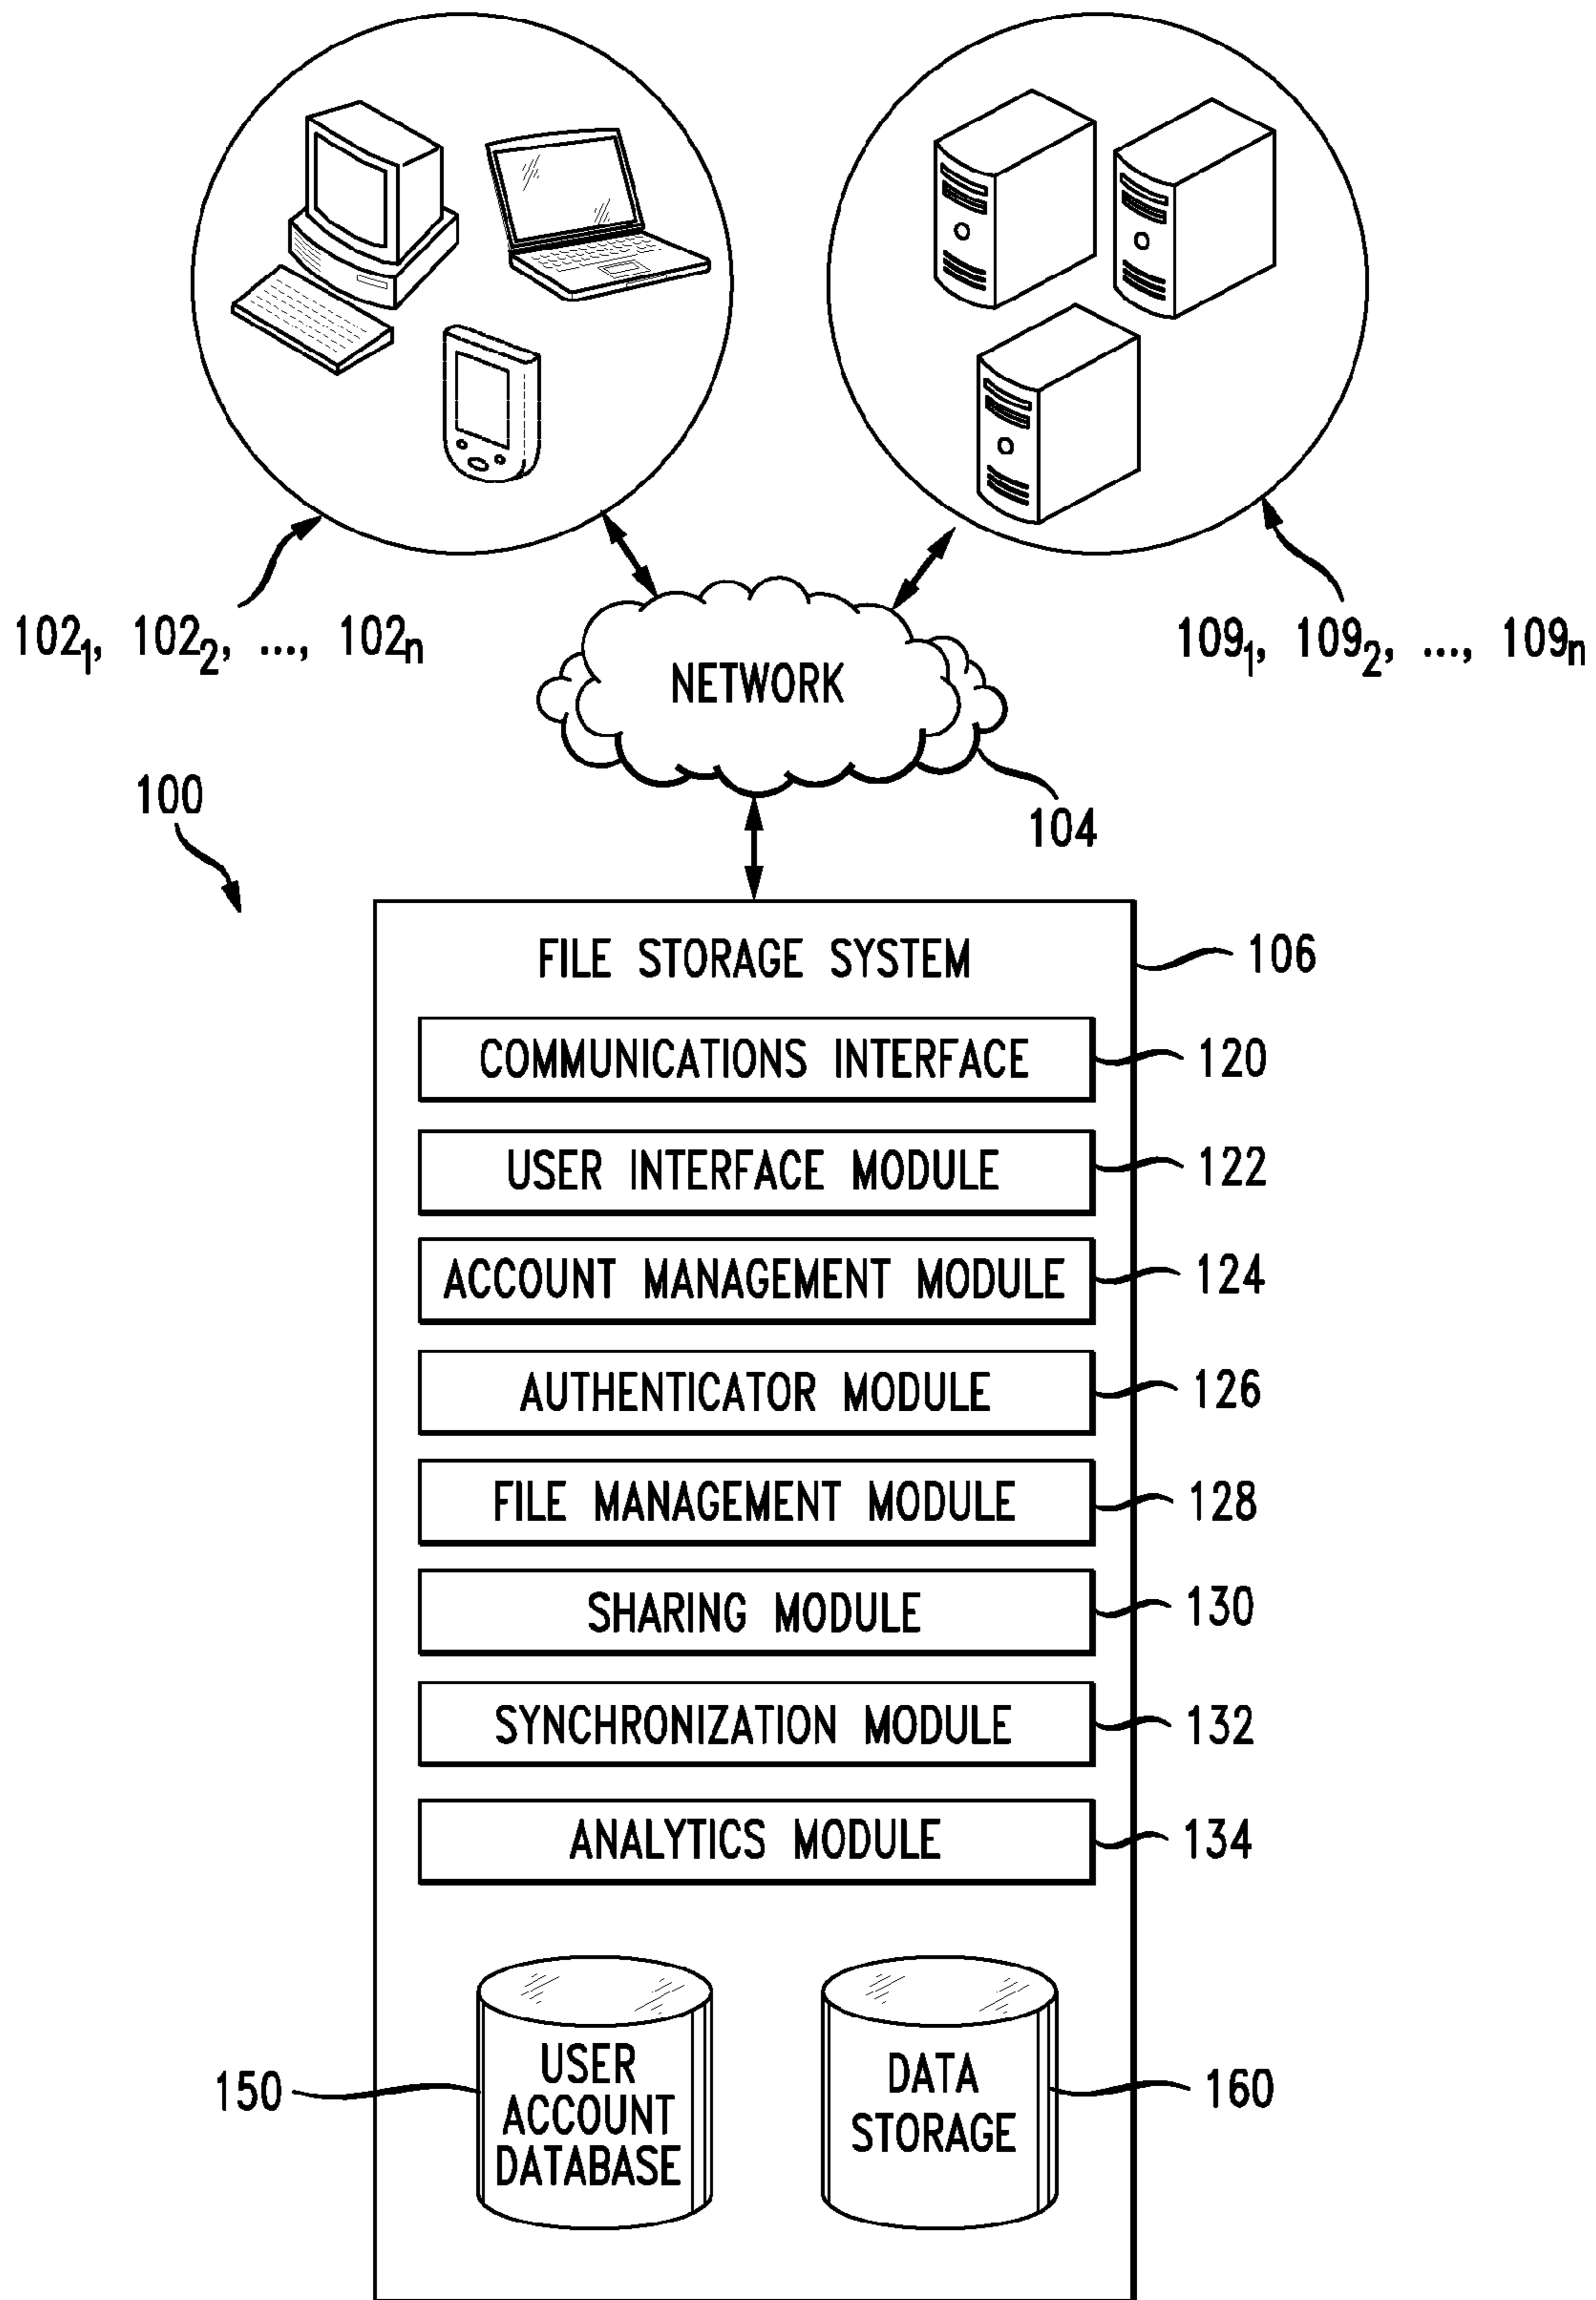 102₁, 102₂, ..., 102ₙ
109₁, 109₂, ..., 109ₙ
NETWORK
100
104
FILE STORAGE SYSTEM
106
COMMUNICATIONS INTERFACE
120
USER INTERFACE MODULE
122
ACCOUNT MANAGEMENT MODULE
124
AUTHENTICATOR MODULE
126
FILE MANAGEMENT MODULE
128
SHARING MODULE
130
SYNCHRONIZATION MODULE
132
ANALYTICS MODULE
134
150
USER
ACCOUNT
DATABASE
DATA
STORAGE
160